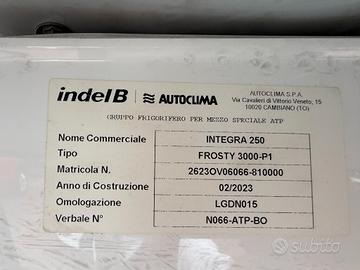 indelB AUTOCLIMA
AUTOCLIMA S.P.A.
Via Cavalieri di Vittorio Veneto, 15
10020 CAMBIANO (TO)
GRUPPO FRIGORIFERO PER MEZZO SPECIALE ATP
Nome Commerciale INTEGRA 250
Tipo FROSTY 3000-P1
Matricola N. 2623OV06066-810000
Anno di Costruzione 02/2023
Omologazione LGDN015
Verbale N° N066-ATP-BO
subito